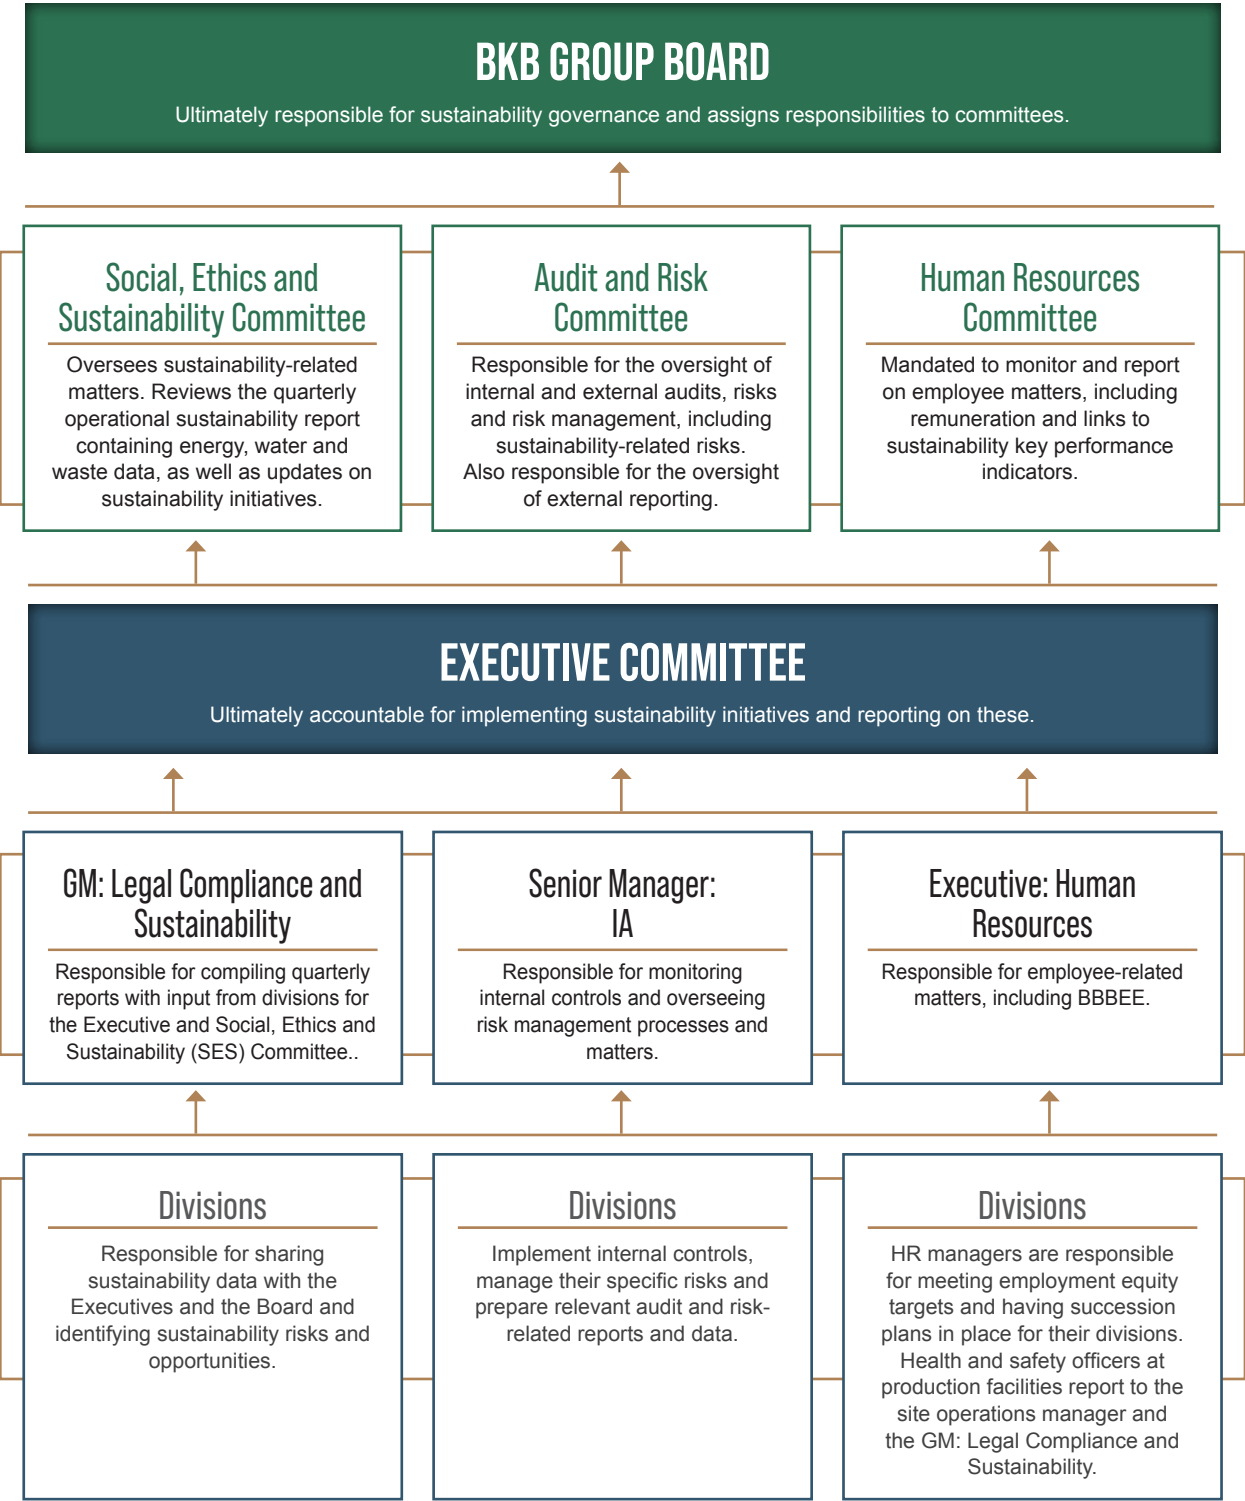 BKB GROUP BOARD
Ultimately responsible for sustainability governance and assigns responsibilities to committees.
Social, Ethics and
Sustainability Committee
Oversees sustainability-related
matters. Reviews the quarterly
operational sustainability report
containing energy, water and
waste data, as well as updates on
sustainability initiatives.
Audit and Risk
Committee
Responsible for the oversight of
internal and external audits, risks
and risk management, including
sustainability-related risks.
Also responsible for the oversight
of external reporting.
Human Resources
Committee
Mandated to monitor and report
on employee matters, including
remuneration and links to
sustainability key performance
indicators.
EXECUTIVE COMMITTEE
Ultimately accountable for implementing sustainability initiatives and reporting on these.
GM: Legal Compliance and
Sustainability
Responsible for compiling quarterly
reports with input from divisions for
the Executive and Social, Ethics and
Sustainability (SES) Committee..
Senior Manager:
IA
Responsible for monitoring
internal controls and overseeing
risk management processes and
matters.
Executive: Human
Resources
Responsible for employee-related
matters, including BBBEE.
Divisions
Responsible for sharing
sustainability data with the
Executives and the Board and
identifying sustainability risks and
opportunities.
Divisions
Implement internal controls,
manage their specific risks and
prepare relevant audit and risk-
related reports and data.
Divisions
HR managers are responsible
for meeting employment equity
targets and having succession
plans in place for their divisions.
Health and safety officers at
production facilities report to the
site operations manager and
the GM: Legal Compliance and
Sustainability.